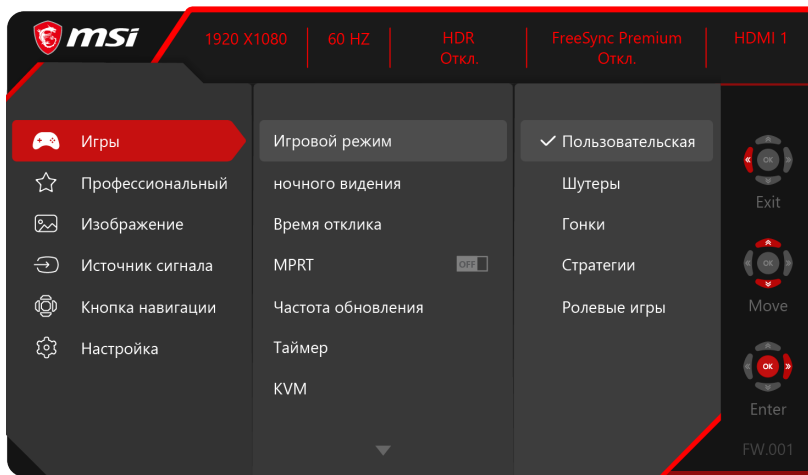 msi
1920 X1080
60 HZ
HDR
Откл.
FreeSync Premium
Откл.
HDMI 1
Игры
Профессиональный
Изображение
Источник сигнала
Кнопка навигации
Настройка
Игровой режим
ночного видения
Время отклика
MPRT
OFF
Частота обновления
Таймер
KVM
Пользовательская
Шутеры
Гонки
Стратегии
Ролевые игры
OK
Exit
OK
Move
OK
Enter
FW.001